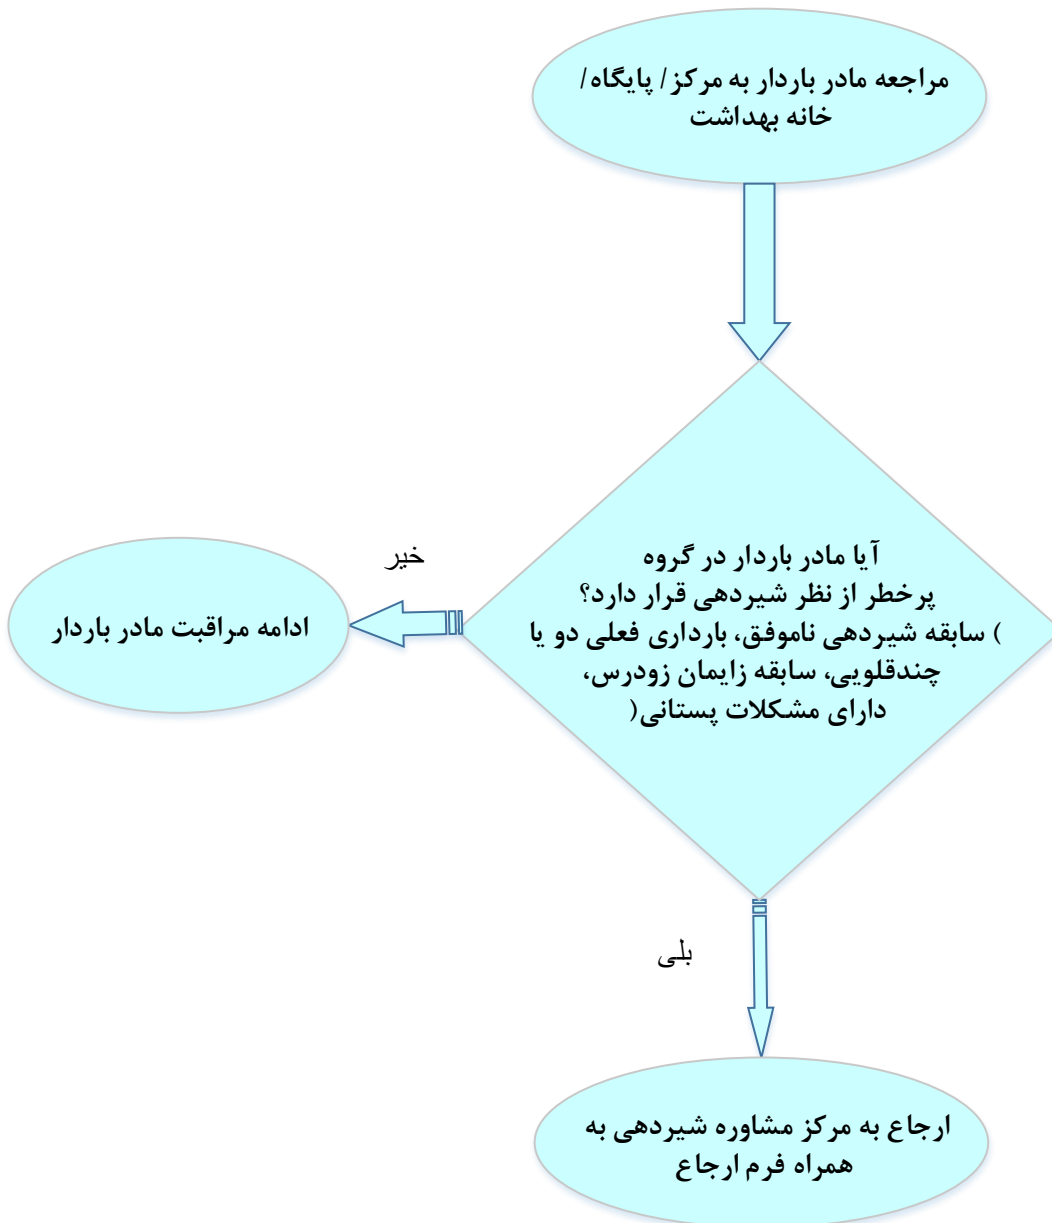 مراجعه مادر باردار به مرکز/ پایگاه/
خانه بهداشت
آیا مادر باردار در گروه
پرخطر از نظر شیردهی قرار دارد؟
( سابقه شیردهی ناموفق، بارداری فعلی دو یا
چندقلویی، سابقه زایمان زودرس،
دارای مشکلات پستانی)
خیر
ادامه مراقبت مادر باردار
بلی
ارجاع به مرکز مشاوره شیردهی به
همراه فرم ارجاع